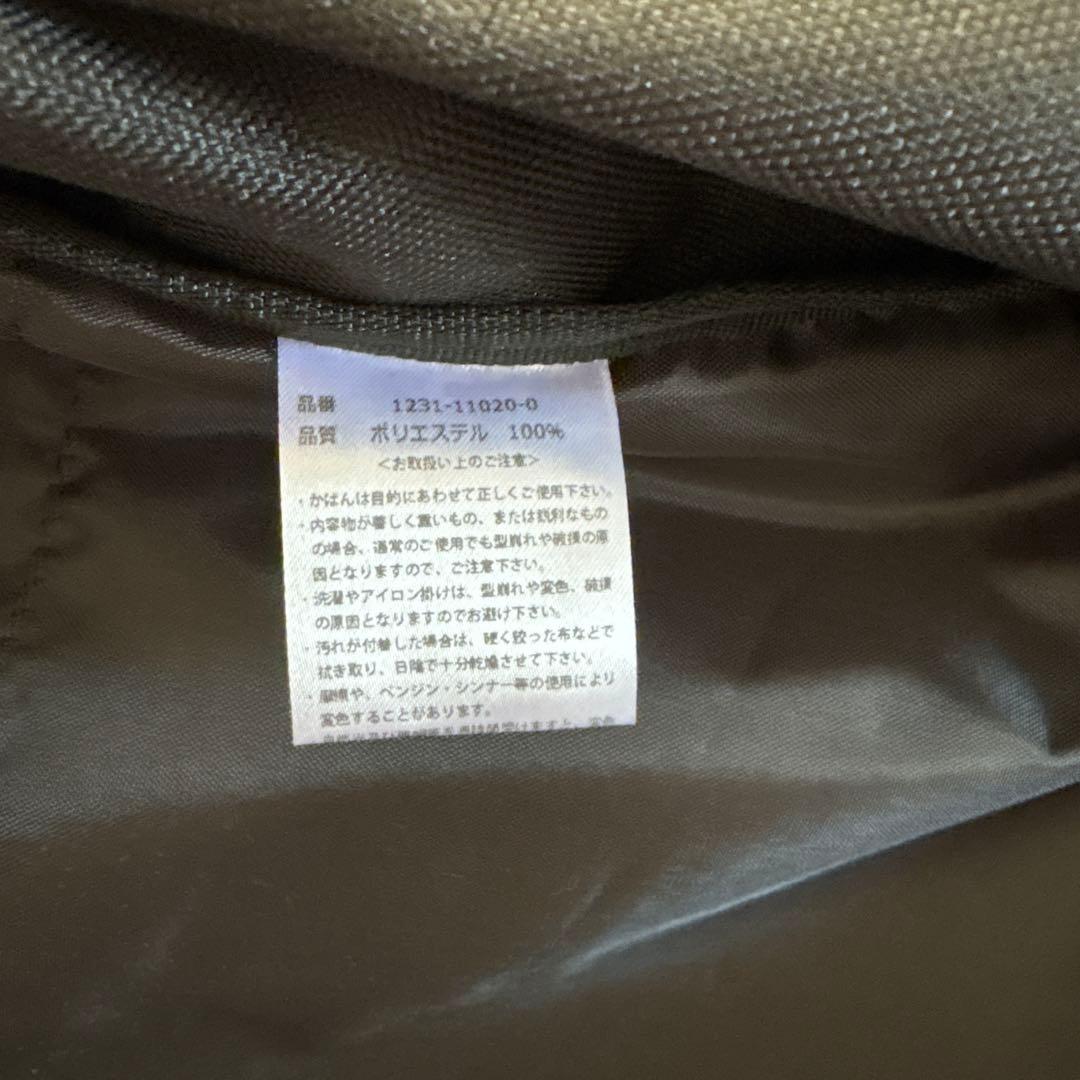 品番 1231-11020-0
品質 ポリエステル 100%
<お取扱い上のご注意>
・かばんは目的にあわせて正しくご使用下さい。
・内容物が著しく重いもの、または鋭利なもの
の場合、通常のご使用でも型崩れや破損の原
因となりますので、ご注意下さい。
・洗濯やアイロン掛けは、型崩れや変色、破損
の原因となりますのでお避け下さい。
・汚れが付着した場合は、硬く絞った布などで
拭き取り、日陰で十分乾燥させて下さい。
・摩擦や、ベンジン・シンナー等の使用により
変色することがあります。